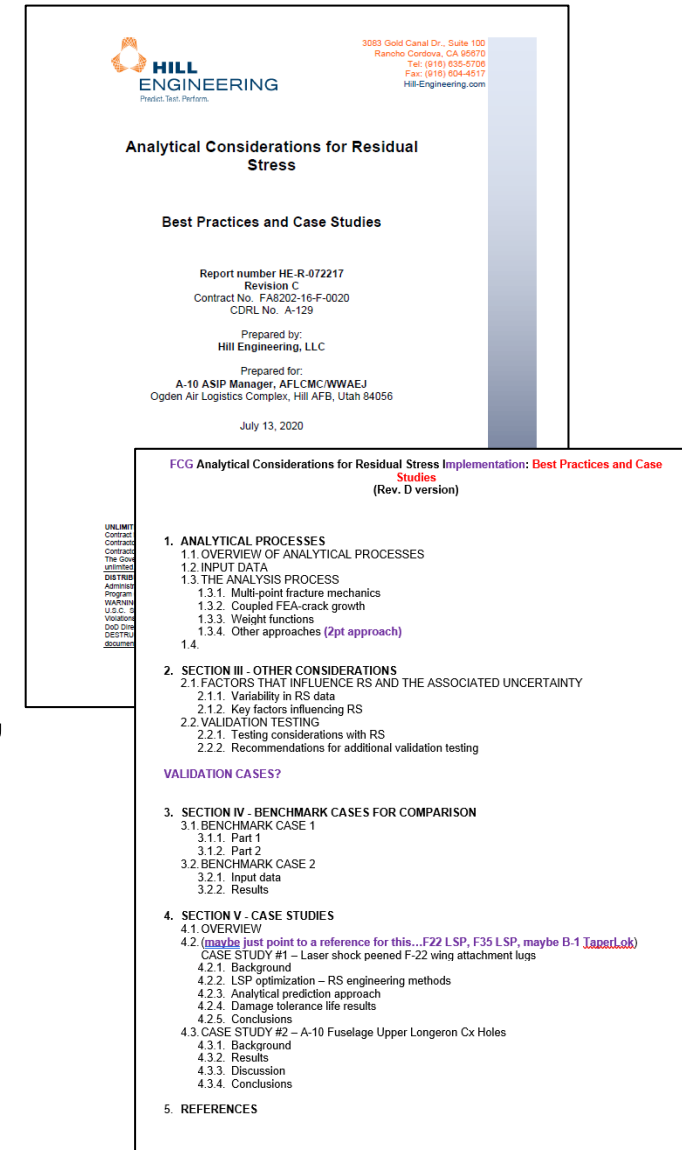 HILL
ENGINEERING
Predict. Test. Perform.
3083 Gold Canal Dr., Suite 100
Rancho Cordova, CA 95670
Tel: (916) 635-5706
Fax: (916) 604-4517
Hill-Engineering.com
Analytical Considerations for Residual
Stress
Best Practices and Case Studies
Report number HE-R-072217
Revision C
Contract No. FA8202-16-F-0020
CDRL No. A-129
Prepared by:
Hill Engineering, LLC
Prepared for:
A-10 ASIP Manager, AFLCMC/WWAEJ
Ogden Air Logistics Complex, Hill AFB, Utah 84056
July 13, 2020
UNLIMIT
Contract
Contracto
Contracto
The Gove
unlimited
DISTRIB
Administr
Program
WARNIN
U.S.C. S
Violations
DoD Dire
DESTRU
documen
FCG Analytical Considerations for Residual Stress Implementation: Best Practices and Case
Studies
(Rev. D version)
1. ANALYTICAL PROCESSES
1.1. OVERVIEW OF ANALYTICAL PROCESSES
1.2. INPUT DATA
1.3. THE ANALYSIS PROCESS
1.3.1. Multi-point fracture mechanics
1.3.2. Coupled FEA-crack growth
1.3.3. Weight functions
1.3.4. Other approaches (2pt approach)
1.4.
2. SECTION III - OTHER CONSIDERATIONS
2.1. FACTORS THAT INFLUENCE RS AND THE ASSOCIATED UNCERTAINTY
2.1.1. Variability in RS data
2.1.2. Key factors influencing RS
2.2. VALIDATION TESTING
2.2.1. Testing considerations with RS
2.2.2. Recommendations for additional validation testing
VALIDATION CASES?
3. SECTION IV - BENCHMARK CASES FOR COMPARISON
3.1. BENCHMARK CASE 1
3.1.1. Part 1
3.1.2. Part 2
3.2. BENCHMARK CASE 2
3.2.1. Input data
3.2.2. Results
4. SECTION V - CASE STUDIES
4.1. OVERVIEW
4.2. (maybe just point to a reference for this...F22 LSP, F35 LSP, maybe B-1 TaperLok)
CASE STUDY #1 – Laser shock peened F-22 wing attachment lugs
4.2.1. Background
4.2.2. LSP optimization – RS engineering methods
4.2.3. Analytical prediction approach
4.2.4. Damage tolerance life results
4.2.5. Conclusions
4.3. CASE STUDY #2 – A-10 Fuselage Upper Longeron Cx Holes
4.3.1. Background
4.3.2. Results
4.3.3. Discussion
4.3.4. Conclusions
5. REFERENCES